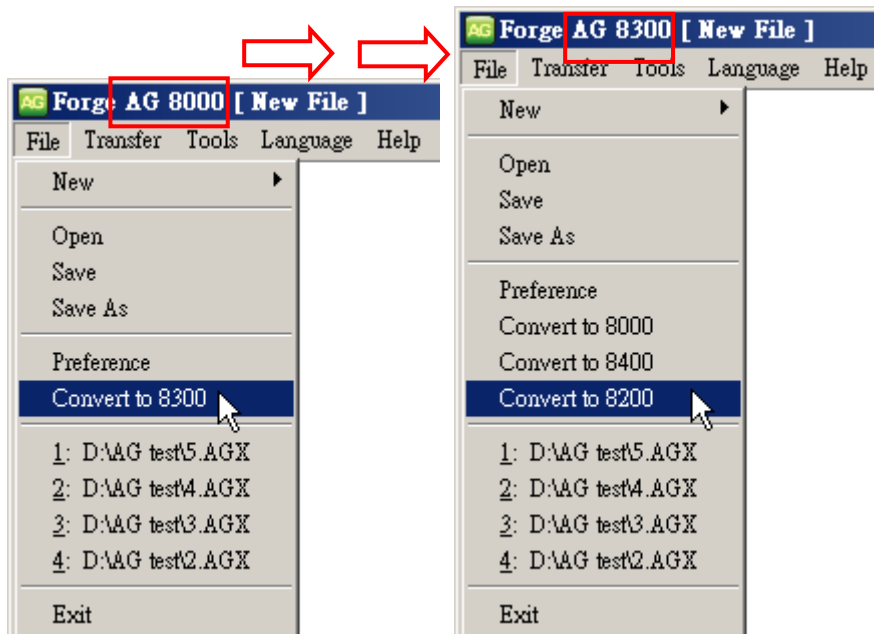 AG Forge AG 8000 [ New File ]
File Transfer Tools Language Help
New
Open
Save
Save As
Preference
Convert to 8300
1: D:\AG test\5.AGX
2: D:\AG test\4.AGX
3: D:\AG test\3.AGX
4: D:\AG test\2.AGX
Exit
AG Forge AG 8300 [ New File ]
File Transfer Tools Language Help
New
Open
Save
Save As
Preference
Convert to 8000
Convert to 8400
Convert to 8200
1: D:\AG test\5.AGX
2: D:\AG test\4.AGX
3: D:\AG test\3.AGX
4: D:\AG test\2.AGX
Exit